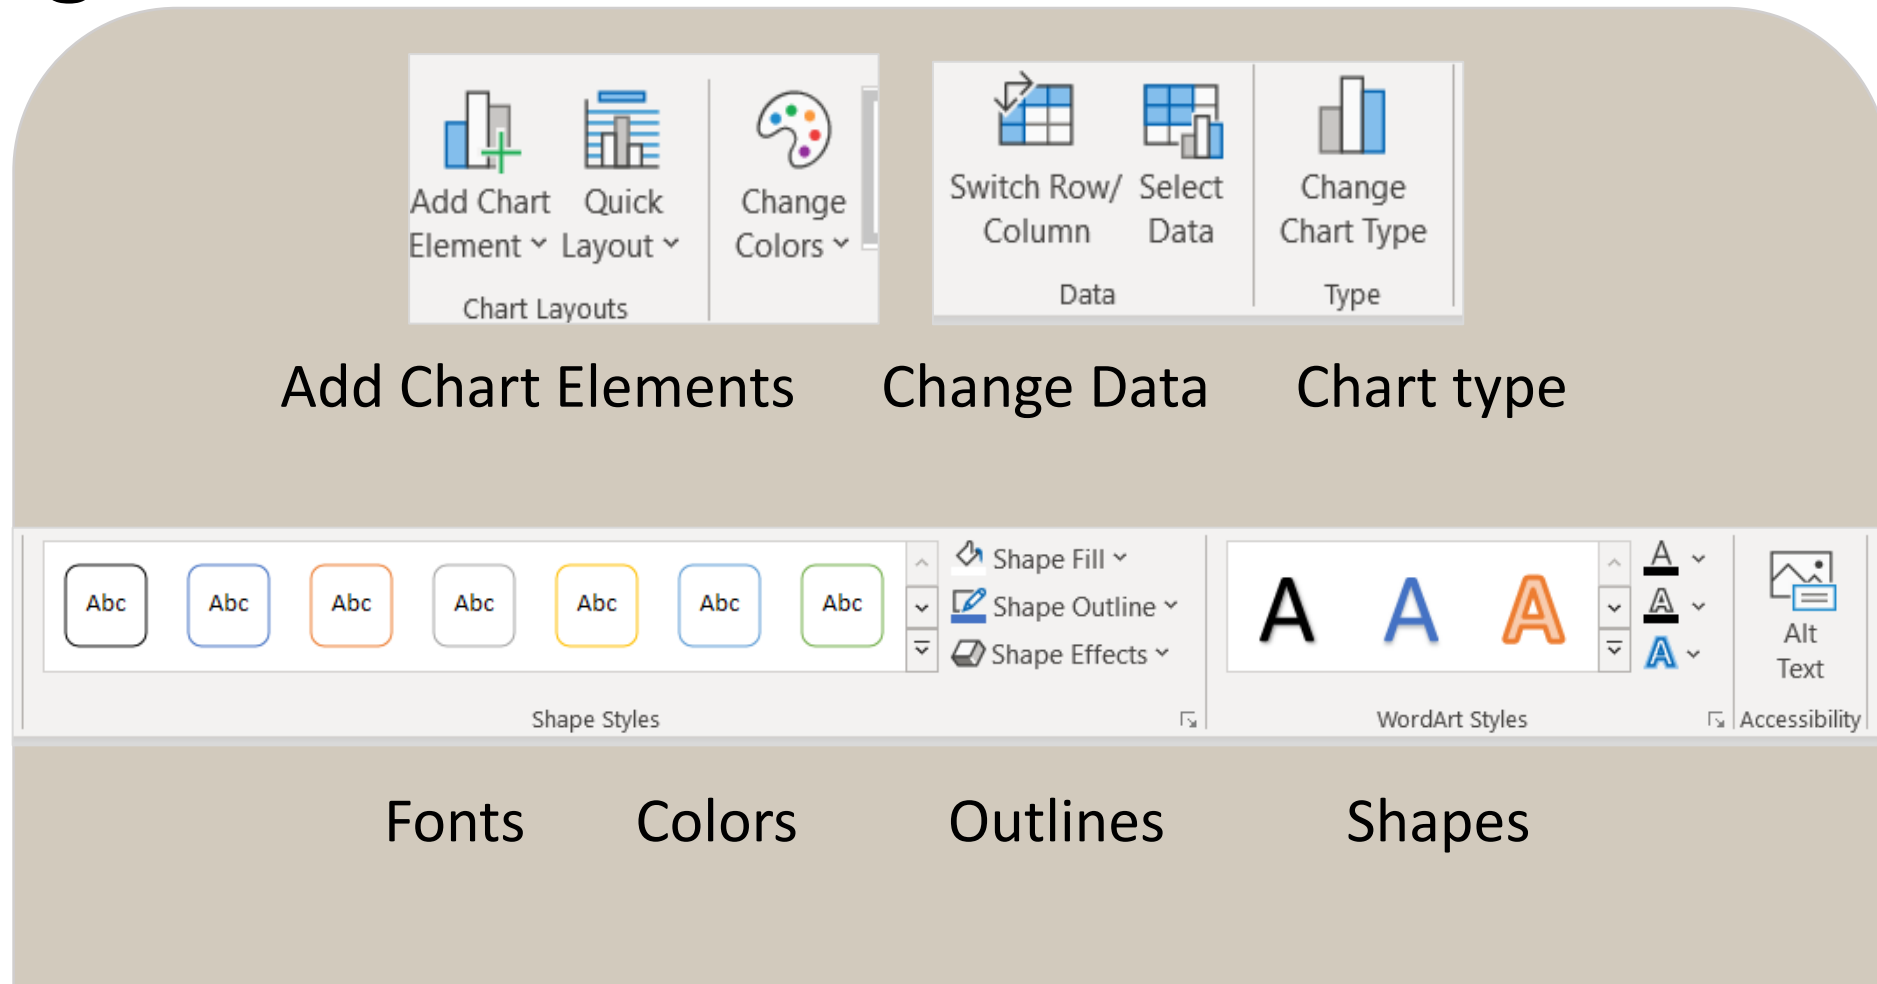 Add Chart Element
Quick Layout
Change Colors
Chart Layouts
Switch Row/ Column
Select Data
Change Chart Type
Data
Type
Add Chart Elements Change Data Chart type
Abc Abc Abc Abc Abc Abc Abc
Shape Fill
Shape Outline
Shape Effects
A A A
A
A
A
Alt Text
Shape Styles
WordArt Styles
Accessibility
Fonts Colors Outlines Shapes